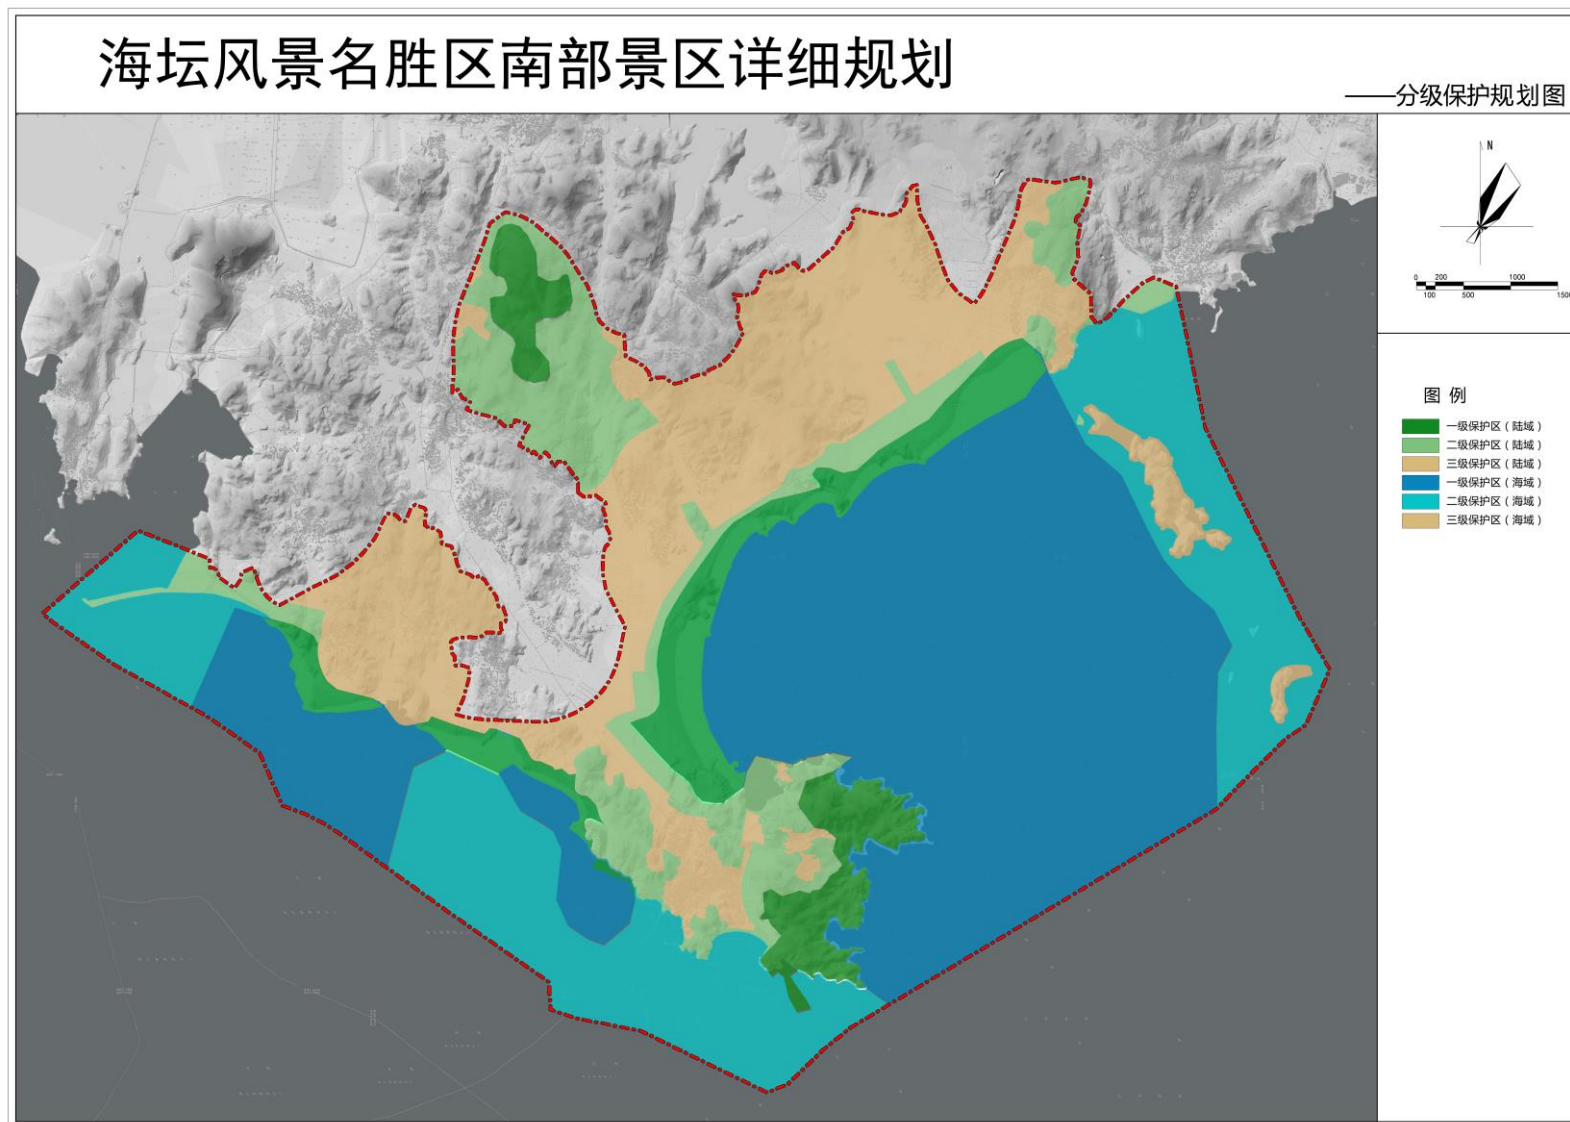 海坛风景名胜区南部景区详细规划
——分级保护规划图
N
0 200 1000
100 500 1500
图 例
一级保护区（陆域）
二级保护区（陆域）
三级保护区（陆域）
一级保护区（海域）
二级保护区（海域）
三级保护区（海域）